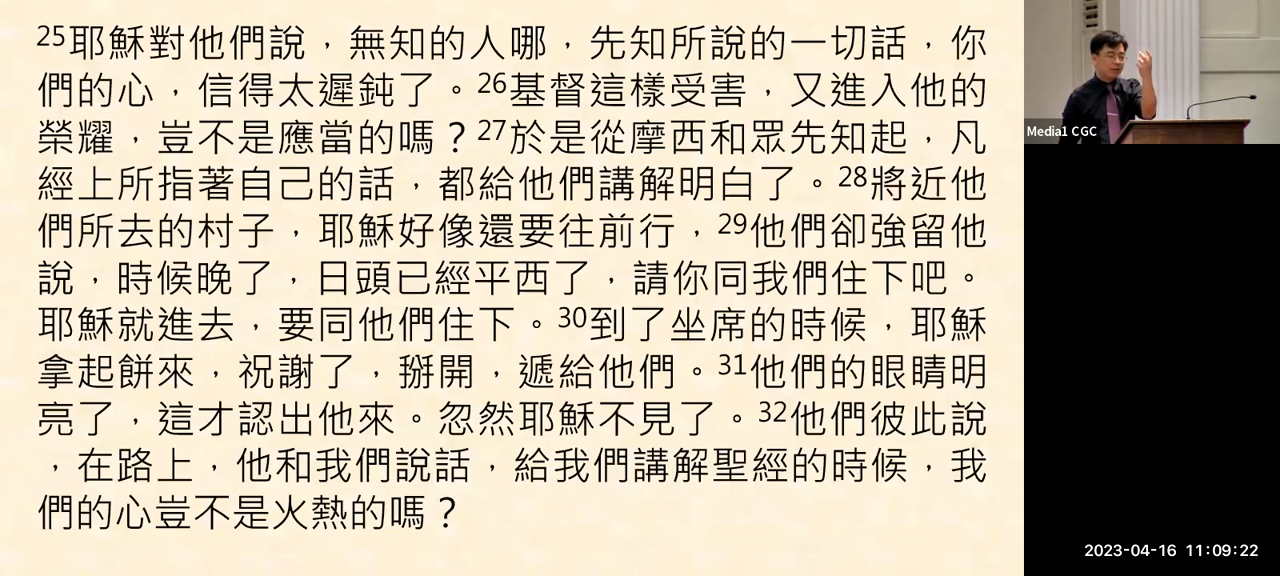 25耶穌對他們說，無知的人哪，先知所說的一切話，你
們的心，信得太遲鈍了。26基督這樣受害，又進入他的
榮耀，豈不是應當的嗎？27於是從摩西和眾先知起，凡
經上所指著自己的話，都給他們講解明白了。28將近他
們所去的村子，耶穌好像還要往前行，29他們卻強留他
說，時候晚了，日頭已經平西了，請你同我們住下吧。
耶穌就進去，要同他們住下。30到了坐席的時候，耶穌
拿起餅來，祝謝了，掰開，遞給他們。31他們的眼睛明
亮了，這才認出他來。忽然耶穌不見了。32他們彼此說
，在路上，他和我們說話，給我們講解聖經的時候，我
們的心豈不是火熱的嗎？
Media1 CGC
2023-04-16 11:09:22